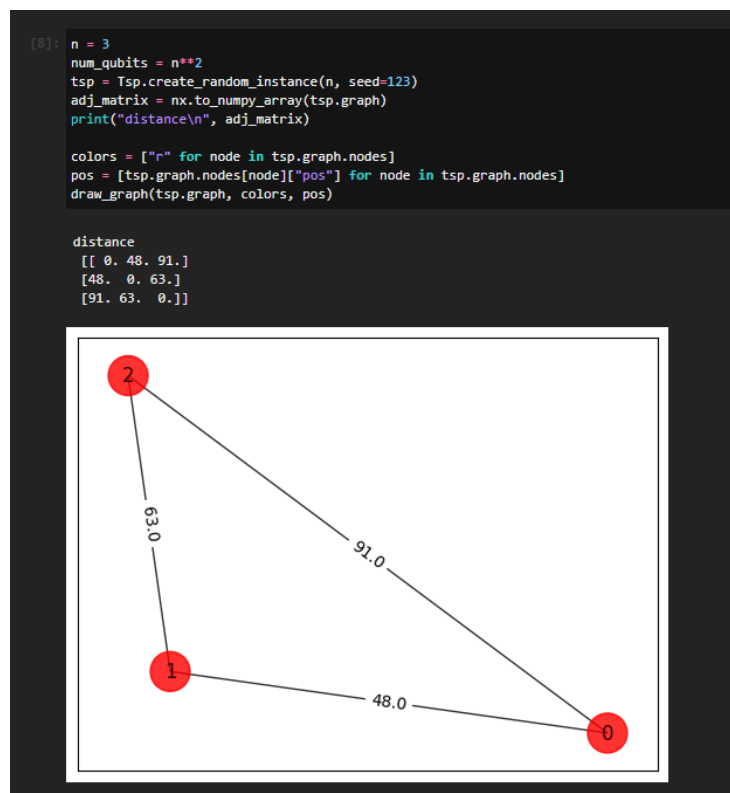 [8]: n = 3
num_qubits = n**2
tsp = Tsp.create_random_instance(n, seed=123)
adj_matrix = nx.to_numpy_array(tsp.graph)
print("distance\n", adj_matrix)
colors = ["r" for node in tsp.graph.nodes]
pos = [tsp.graph.nodes[node]["pos"] for node in tsp.graph.nodes]
draw_graph(tsp.graph, colors, pos)
distance
[[ 0. 48. 91.]
[48.  0. 63.]
[91. 63.  0.]]
2
63.0
91.0
1
48.0
0